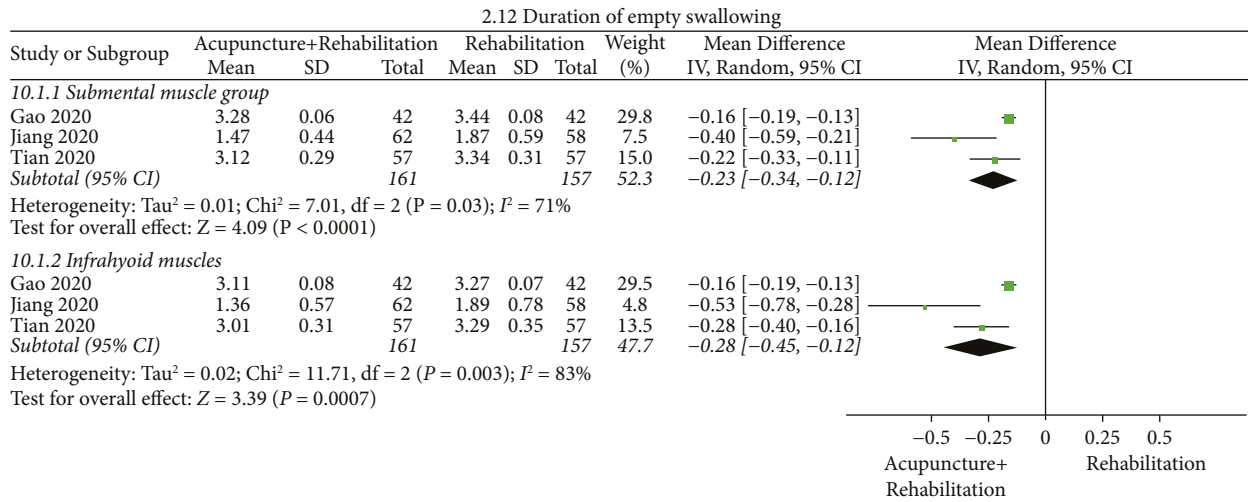 2.12 Duration of empty swallowing
Study or Subgroup Acupuncture+Rehabilitation Rehabilitation Weight Mean Difference Mean Difference
Mean SD Total Mean SD Total (%) IV, Random, 95% CI IV, Random, 95% CI
10.1.1 Submental muscle group
Gao 2020 3.28 0.06 42 3.44 0.08 42 29.8 −0.16 [−0.19, −0.13]
Jiang 2020 1.47 0.44 62 1.87 0.59 58 7.5 −0.40 [−0.59, −0.21]
Tian 2020 3.12 0.29 57 3.34 0.31 57 15.0 −0.22 [−0.33, −0.11]
Subtotal (95% CI) 161 157 52.3 −0.23 [−0.34, −0.12]
Heterogeneity: Tau² = 0.01; Chi² = 7.01, df = 2 (P = 0.03); I² = 71%
Test for overall effect: Z = 4.09 (P < 0.0001)
10.1.2 Infrahyoid muscles
Gao 2020 3.11 0.08 42 3.27 0.07 42 29.5 −0.16 [−0.19, −0.13]
Jiang 2020 1.36 0.57 62 1.89 0.78 58 4.8 −0.53 [−0.78, −0.28]
Tian 2020 3.01 0.31 57 3.29 0.35 57 13.5 −0.28 [−0.40, −0.16]
Subtotal (95% CI) 161 157 47.7 −0.28 [−0.45, −0.12]
Heterogeneity: Tau² = 0.02; Chi² = 11.71, df = 2 (P = 0.003); I² = 83%
Test for overall effect: Z = 3.39 (P = 0.0007)
−0.5 −0.25 0 0.25 0.5
Acupuncture+ Rehabilitation
Rehabilitation